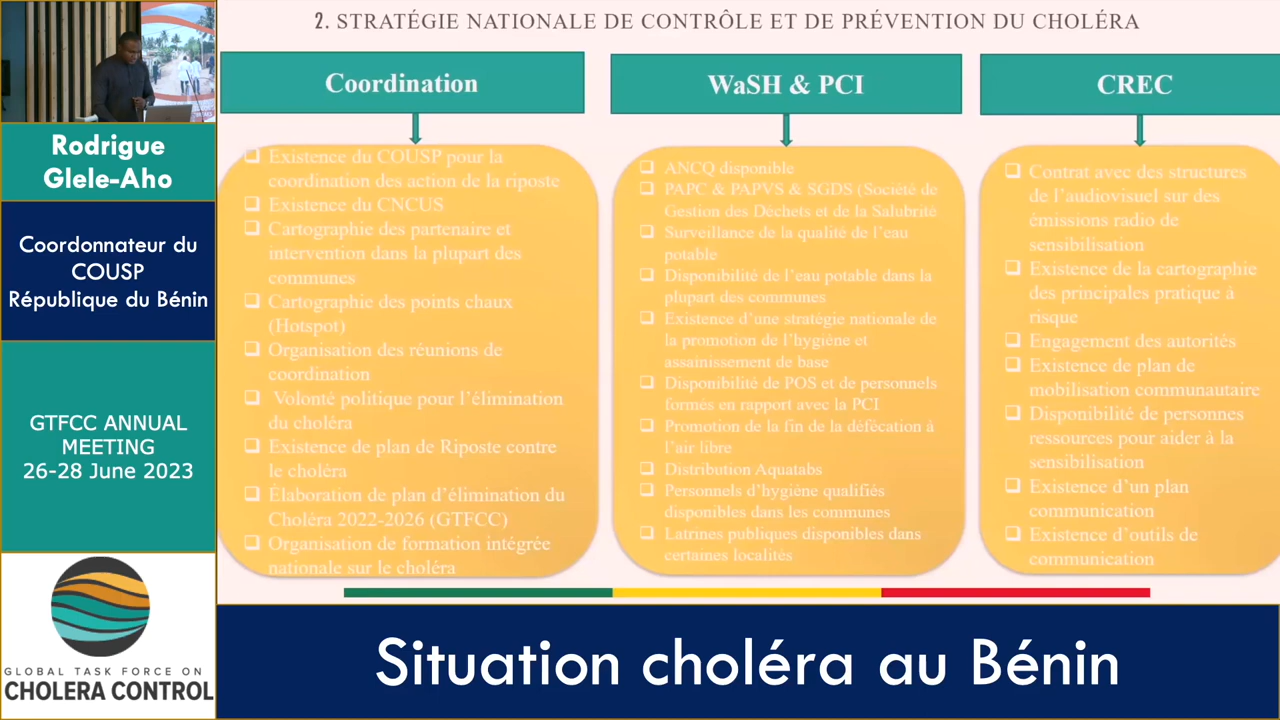 2. STRATÉGIE NATIONALE DE CONTRÔLE ET DE PRÉVENTION DU CHOLÉRA
Coordination
Existence du COUSP pour la
coordination des action de la riposte
Existence du CNCUS
Cartographie des partenaire et
intervention dans la plupart des
communes
Cartographie des points chaux
(Hotspot)
Organisation des réunions de
coordination
Volonté politique pour l'élimination
du choléra
Existence de plan de Riposte contre
le choléra
Élaboration de plan d'élimination du
Choléra 2022-2026 (GTFCC)
Organisation de formation intégrée
nationale sur le choléra
WaSH & PCI
ANCQ disponible
PAPC & PAPVS & SGDS (Société de
Gestion des Déchets et de la Salubrité
Surveillance de la qualité de l'eau
potable
Disponibilité de l'eau potable dans la
plupart des communes
Existence d'une stratégie nationale de
la promotion de l'hygiène et
assainissement de base
Disponibilité de POS et de personnels
formés en rapport avec la PCI
Promotion de la fin de la défécation à
l'air libre
Distribution Aquatabs
Personnels d'hygiène qualifiés
disponibles dans les communes
Latrines publiques disponibles dans
certames localités
CREC
Contrat avec des structures
de l'audiovisuel sur des
émissions radio de
sensibilisation
Existence de la cartographie
des principales pratique à
risque
Engagement des autorités
Existence de plan de
mobilisation communautaire
Disponibilité de personnes
ressources pour aider à la
sensibilisation
Existence d'un plan
communication
Existence d'outils de
communication
Rodrigue
Glele-Aho
Coordonnateur du
COUSP
République du Bénin
GTFCC ANNUAL
MEETING
26-28 June 2023
GLOBAL TASK FORCE ON
CHOLERA CONTROL
Situation choléra au Bénin